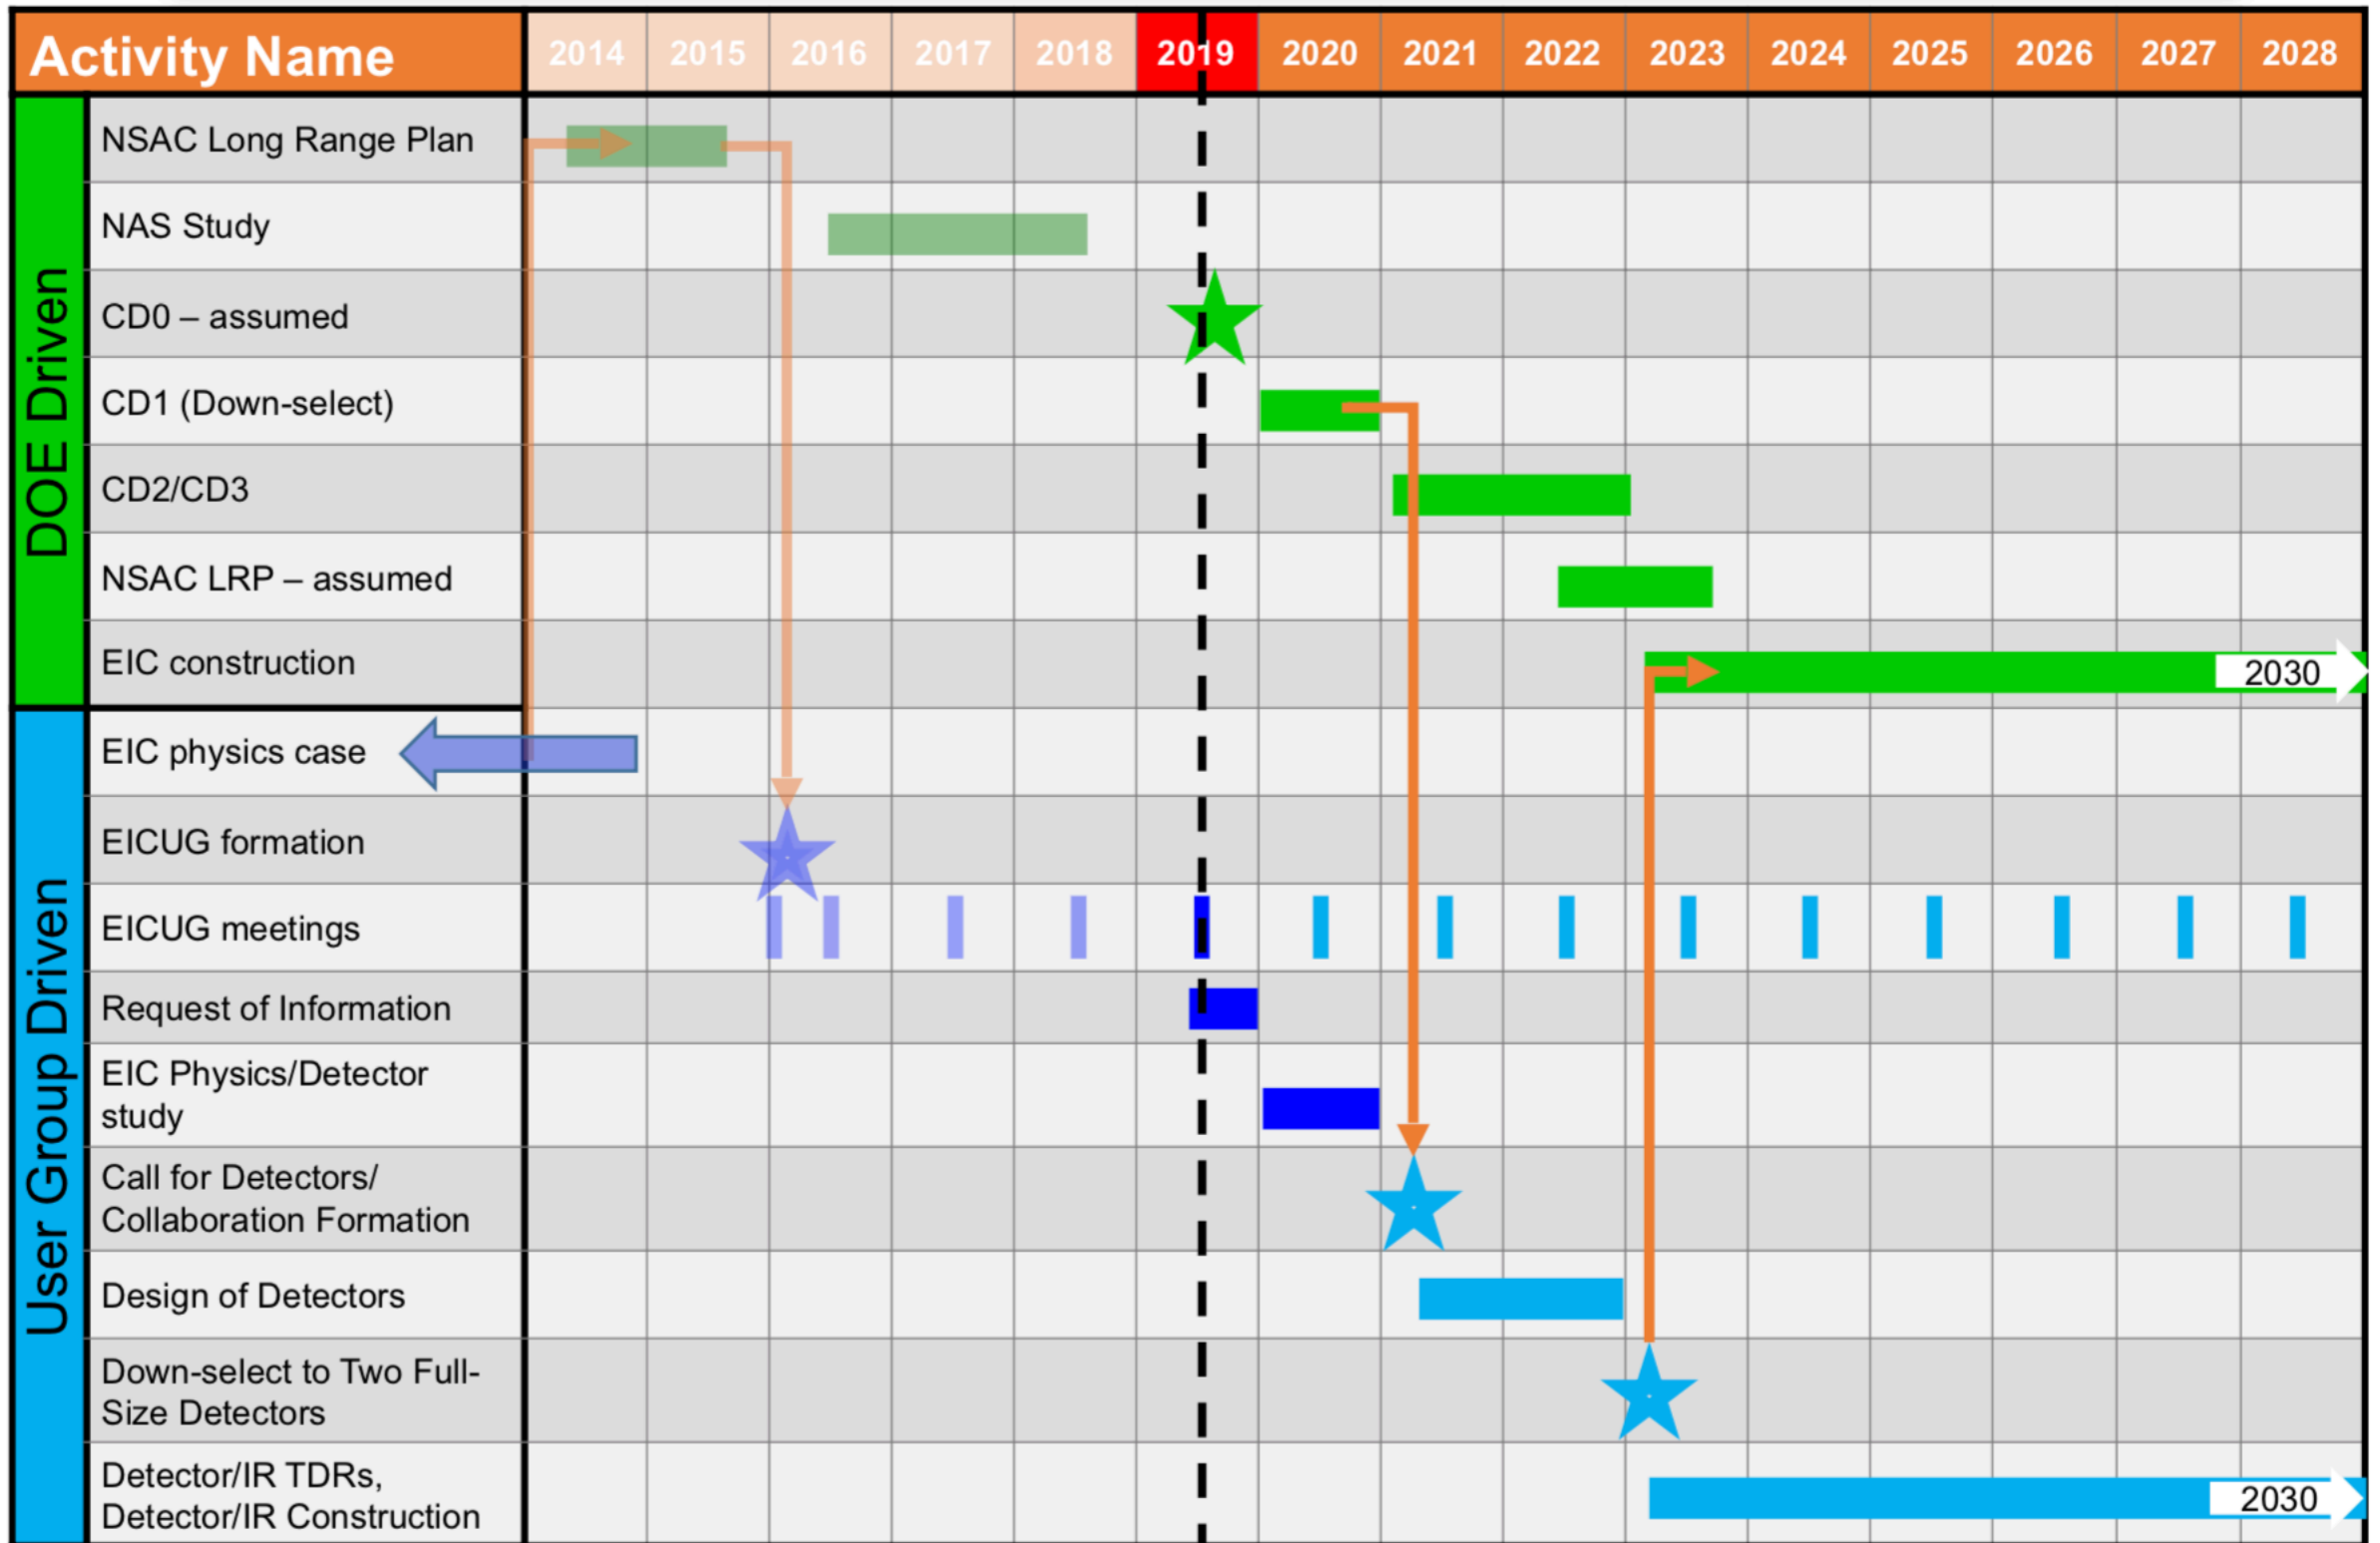 Activity Name 2014 2015 2016 2017 2018 2019 2020 2021 2022 2023 2024 2025 2026 2027 2028
DOE Driven
NSAC Long Range Plan
NAS Study
CD0 – assumed
CD1 (Down-select)
CD2/CD3
NSAC LRP – assumed
EIC construction 2030
User Group Driven
EIC physics case
EICUG formation
EICUG meetings
Request of Information
EIC Physics/Detector
study
Call for Detectors/
Collaboration Formation
Design of Detectors
Down-select to Two Full-
Size Detectors
Detector/IR TDRs,
Detector/IR Construction 2030